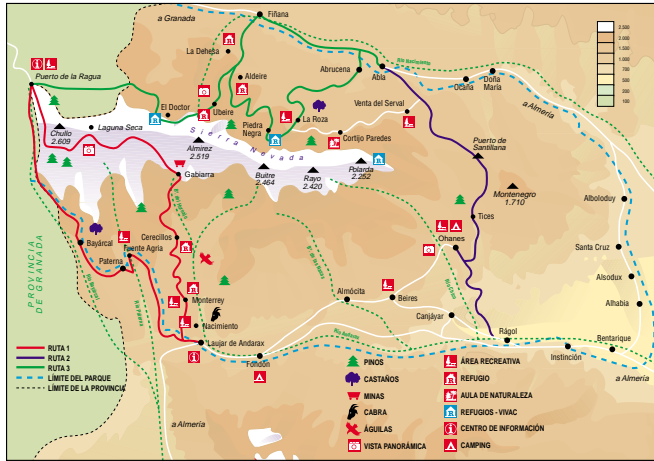 a Granada
Fiñana
2.500
2.000
1.500
1.000
700
500
200
100
La Dehesa
Puerto de la Ragua
Aldeire
Abrucena
Abla
Río Nacimiento
Ocaña
Doña María
a Almería
El Doctor
Ubeire
Piedra Negra
La Roza
Venta del Serval
Cortijo Paredes
Chullo
2.609
Laguna Seca
Sierra Nevada
Almirez
2.519
Gabiarra
Buitre
2.464
Rayo
2.420
Polarda
2.252
Puerto de Santillana
Montenegro
1.710
Alboloduy
Tices
Santa Cruz
PROVINCIA DE GRANADA
Bayárcal
Cerecillos
Fuente Agria
Paterna
Ohanes
Alsodux
Alhabia
Monterrey
Almócita
Beires
Canjáyar
Nacimiento
Laujar de Andarax
Fondón
Rágol
Instinción
Bentarique
a Almería
a Almería
RUTA 1
RUTA 2
RUTA 3
LÍMITE DEL PARQUE
LÍMITE DE LA PROVINCIA
PINOS
CASTAÑOS
MINAS
CABRA
ÁGUILAS
VISTA PANORÁMICA
ÁREA RECREATIVA
REFUGIO
AULA DE NATURALEZA
REFUGIOS - VIVAC
CENTRO DE INFORMACIÓN
CAMPING